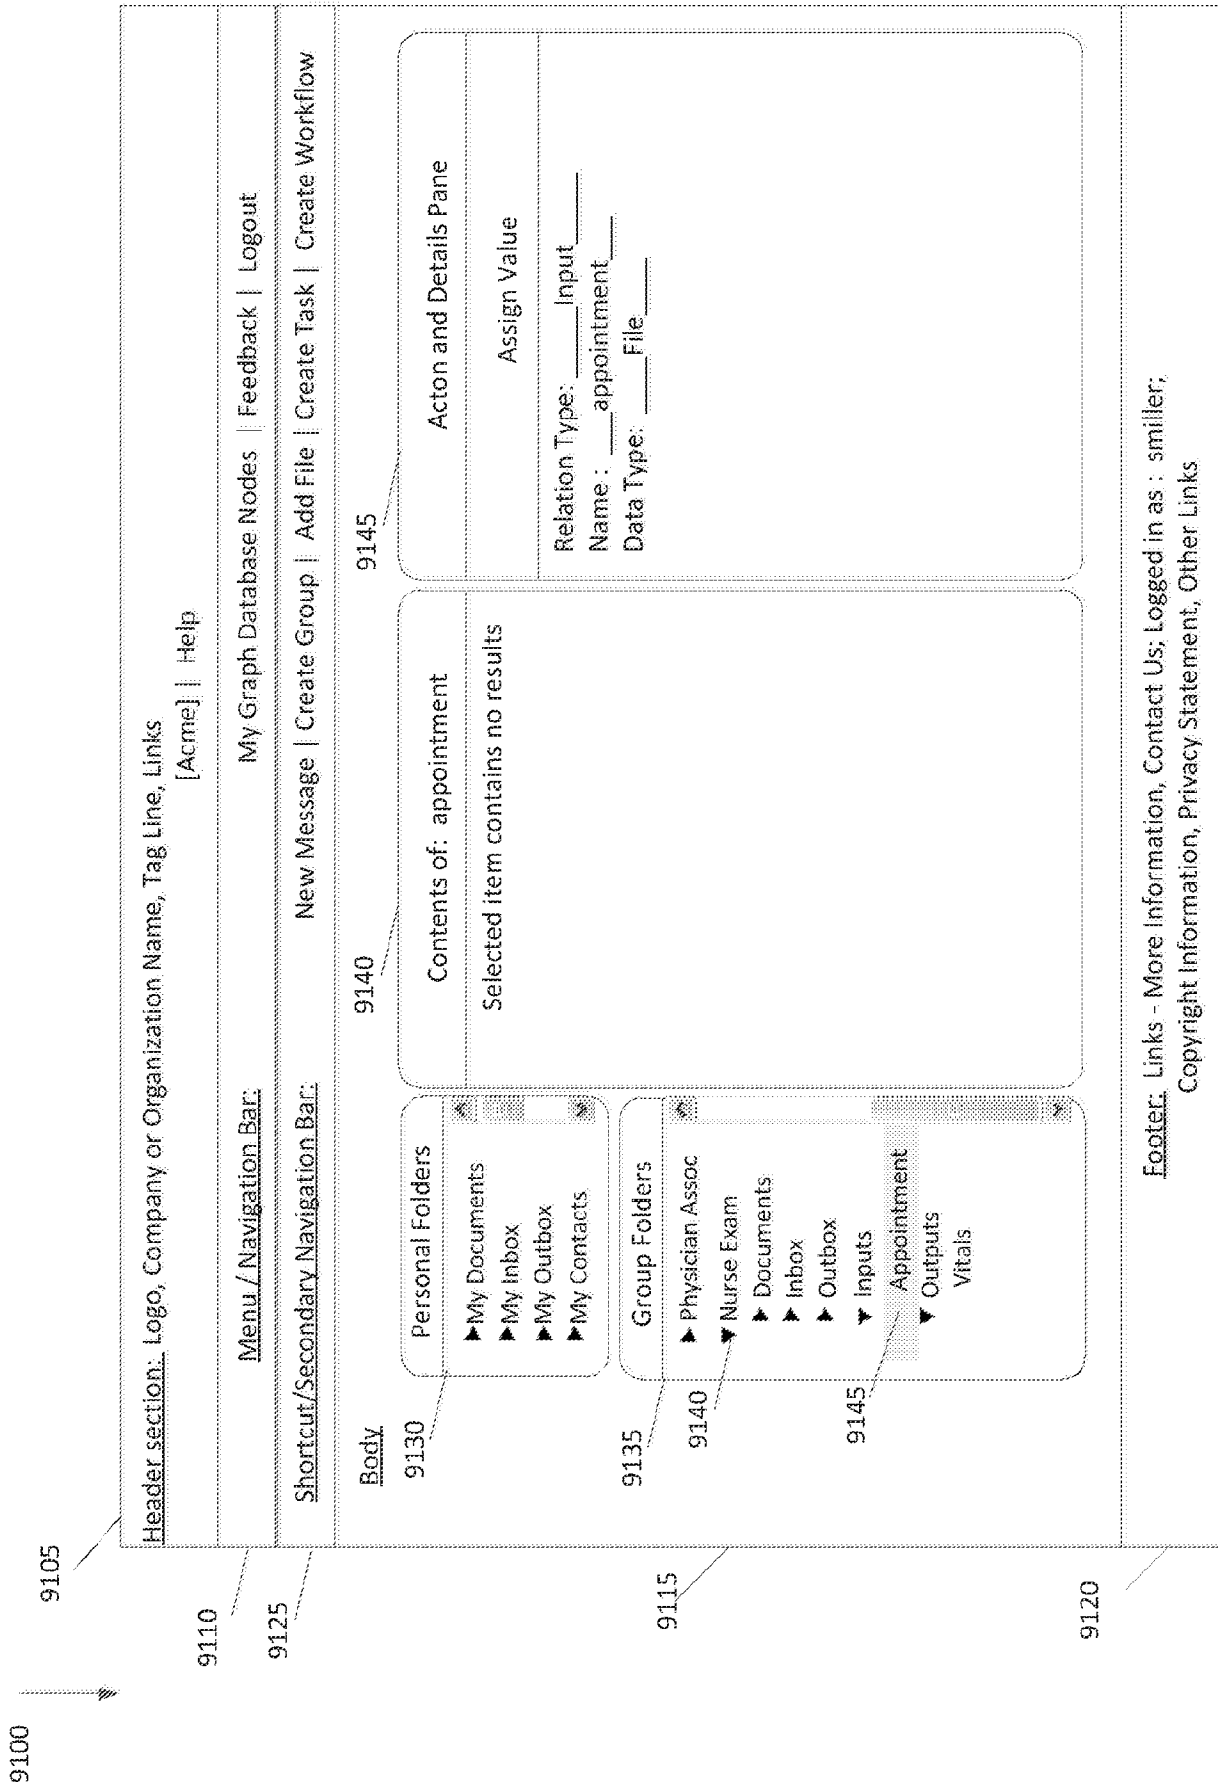 9100
9105
Header section: Logo, Company or Organization Name, Tag Line, Links
[Acme] | Help
9110
Menu / Navigation Bar: My Graph Database Nodes | Feedback | Logout
9125
Shortcut/Secondary Navigation Bar: New Message | Create Group | Add File | Create Task | Create Workflow
9115
Body
9130
Personal Folders
▶My Documents
▶My Inbox
▶My Outbox
▶My Contacts
9135
Group Folders
▶Physician Assoc
9140
▼Nurse Exam
▶Documents
▶Inbox
▶Outbox
▼Inputs
9145
Appointment
▼Outputs
Vitals
9140
Contents of: appointment
Selected item contains no results
9145
Acton and Details Pane
Assign Value
Relation Type: ____Input____
Name : ___appointment___
Data Type: ____File____
9120
Footer: Links - More Information, Contact Us; Logged in as : smiller;
Copyright Information, Privacy Statement, Other Links